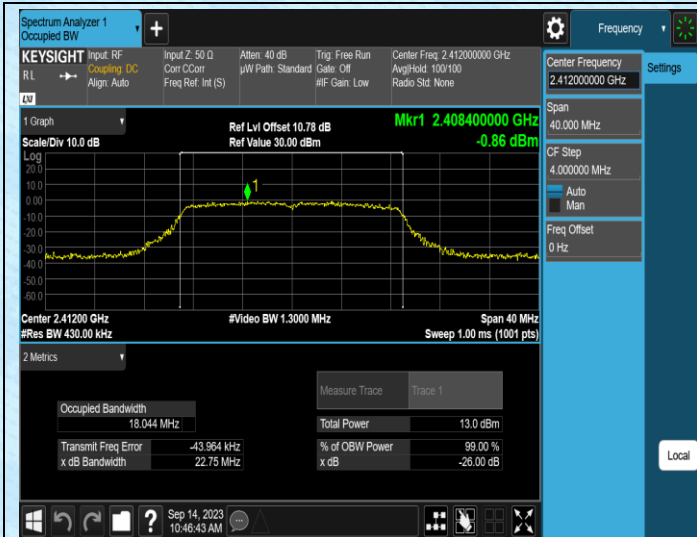 Spectrum Analyzer 1
Occupied BW
+
Frequency
KEYSIGHT
RL
LXI
Input: RF
Coupling: DC
Align: Auto
Input Z: 50 Ω
Corr CCorr
Freq Ref: Int (S)
Atten: 40 dB
µW Path: Standard
Trig: Free Run
Gate: Off
#IF Gain: Low
Center Freq: 2.412000000 GHz
Avg|Hold: 100/100
Radio Std: None
Center Frequency
2.412000000 GHz
Settings
Span
40.000 MHz
CF Step
4.000000 MHz
Auto
Man
Freq Offset
0 Hz
Local
1 Graph
Scale/Div 10.0 dB
Ref Lvl Offset 10.78 dB
Ref Value 30.00 dBm
Mkr1 2.408400000 GHz
-0.86 dBm
Log
20.0
10.0
0.00
-10.0
-20.0
-30.0
-40.0
-50.0
-60.0
1
Center 2.41200 GHz
#Res BW 430.00 kHz
#Video BW 1.3000 MHz
Span 40 MHz
Sweep 1.00 ms (1001 pts)
2 Metrics
Measure Trace Trace 1
Occupied Bandwidth
18.044 MHz
Total Power 13.0 dBm
Transmit Freq Error -43.964 kHz
% of OBW Power 99.00 %
x dB Bandwidth 22.75 MHz
x dB -26.00 dB
?
Sep 14, 2023
10:46:43 AM